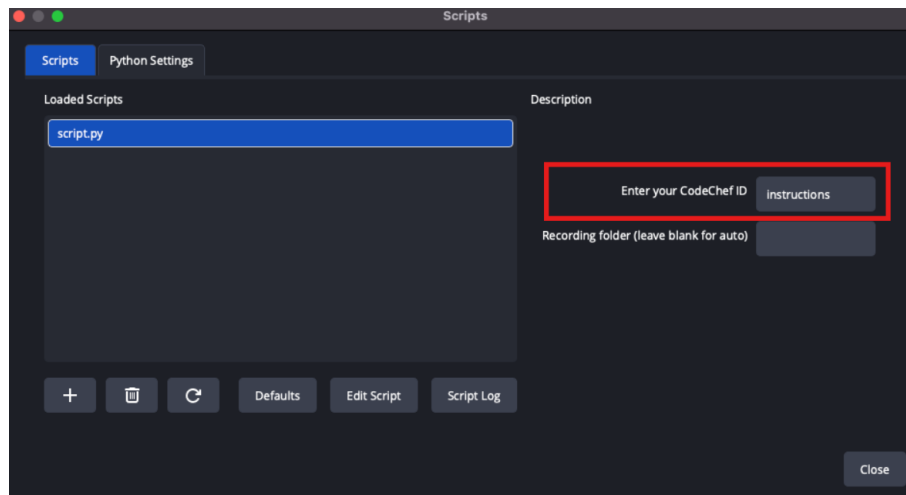 Scripts
Scripts Python Settings
Loaded Scripts
script.py
Description
Enter your CodeChef ID instructions
Recording folder (leave blank for auto)
Defaults Edit Script Script Log
Close